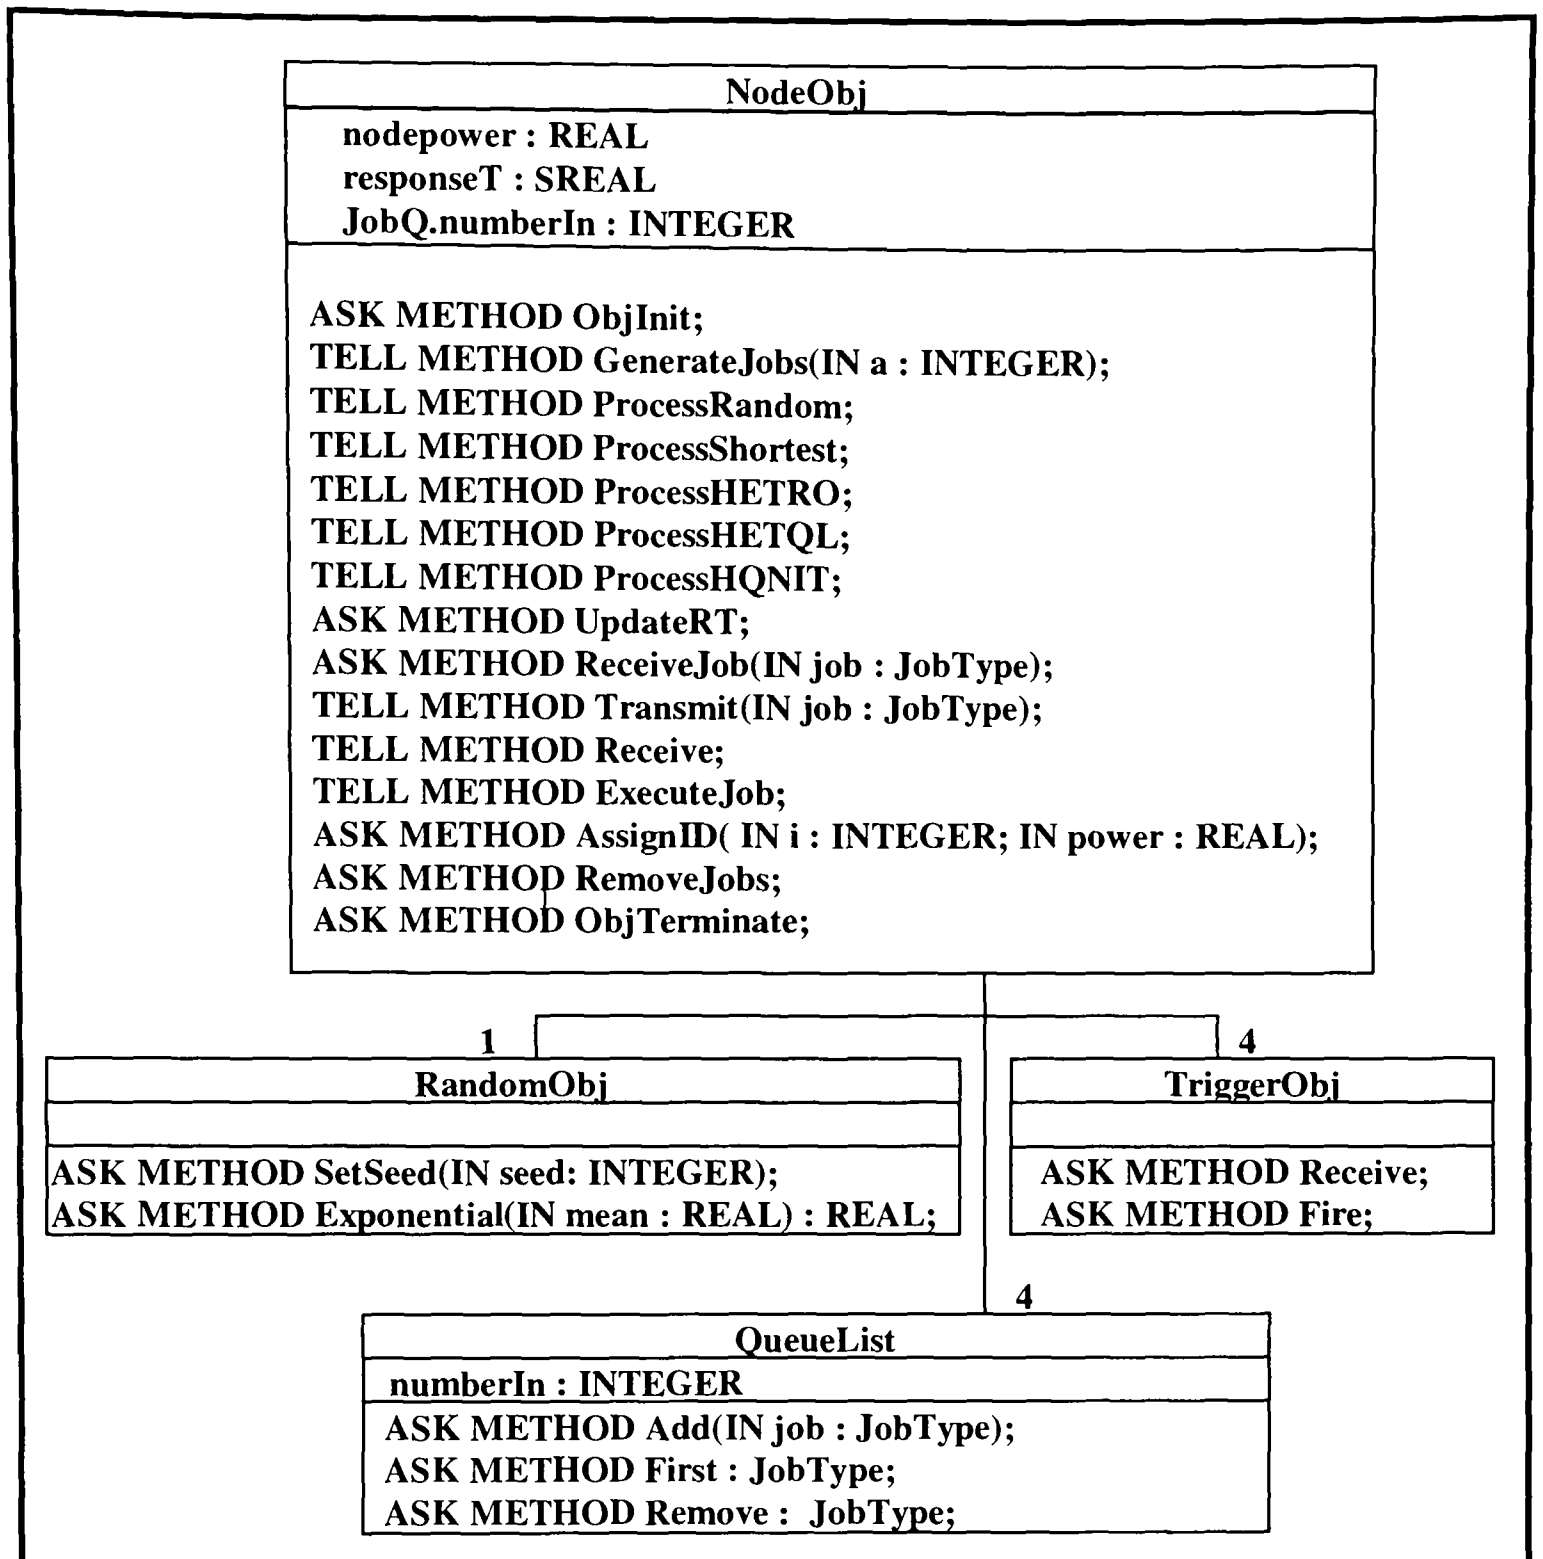 NodeObj
nodepower : REAL
responseT : SREAL
JobQ.numberIn : INTEGER
ASK METHOD ObjInit;
TELL METHOD GenerateJobs(IN a : INTEGER);
TELL METHOD ProcessRandom;
TELL METHOD ProcessShortest;
TELL METHOD ProcessHETRO;
TELL METHOD ProcessHETQL;
TELL METHOD ProcessHQNIT;
ASK METHOD UpdateRT;
ASK METHOD ReceiveJob(IN job : JobType);
TELL METHOD Transmit(IN job : JobType);
TELL METHOD Receive;
TELL METHOD ExecuteJob;
ASK METHOD AssignID( IN i : INTEGER; IN power : REAL);
ASK METHOD RemoveJobs;
ASK METHOD ObjTerminate;
1
4
RandomObj
ASK METHOD SetSeed(IN seed: INTEGER);
ASK METHOD Exponential(IN mean : REAL) : REAL;
TriggerObj
ASK METHOD Receive;
ASK METHOD Fire;
4
QueueList
numberIn : INTEGER
ASK METHOD Add(IN job : JobType);
ASK METHOD First : JobType;
ASK METHOD Remove : JobType;